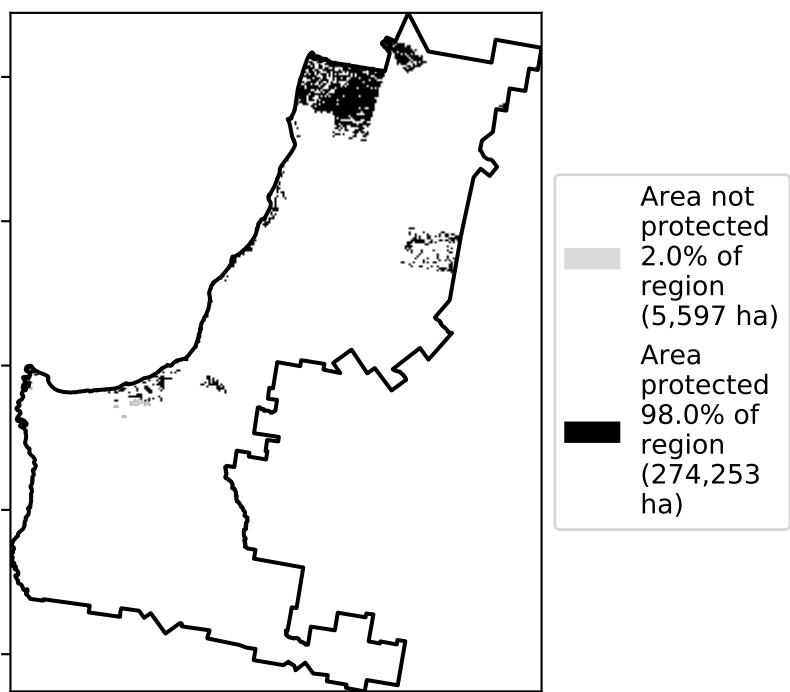 Area not
protected
2.0% of
region
(5,597 ha)
Area
protected
98.0% of
region
(274,253
ha)